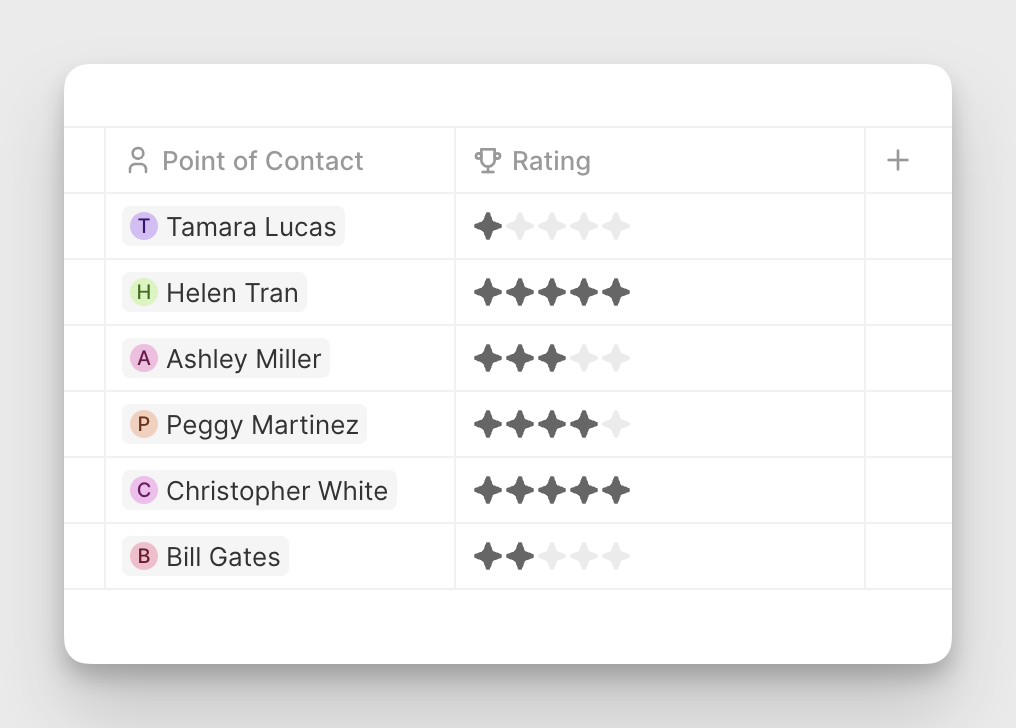 Point of Contact Rating
T Tamara Lucas
H Helen Tran
A Ashley Miller
P Peggy Martinez
C Christopher White
B Bill Gates